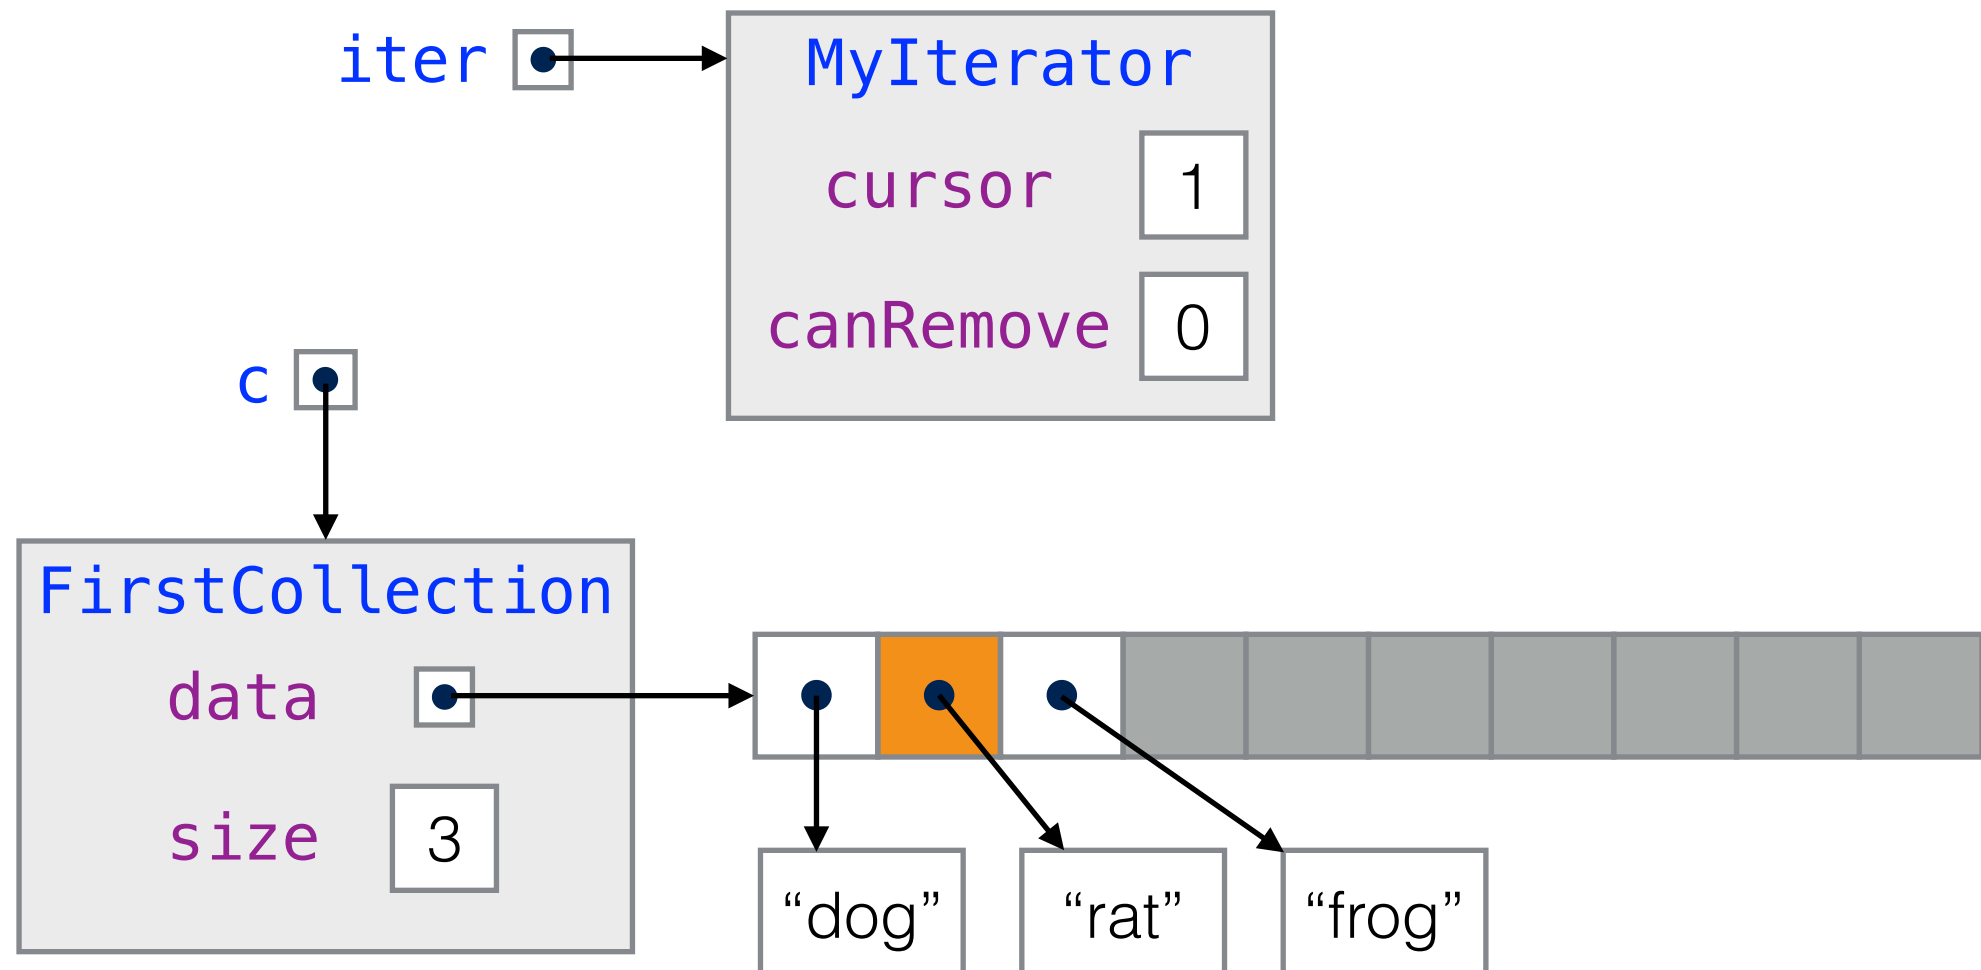 iter
MyIterator
cursor 1
canRemove 0
c
FirstCollection
data
size 3
“dog” “rat” “frog”